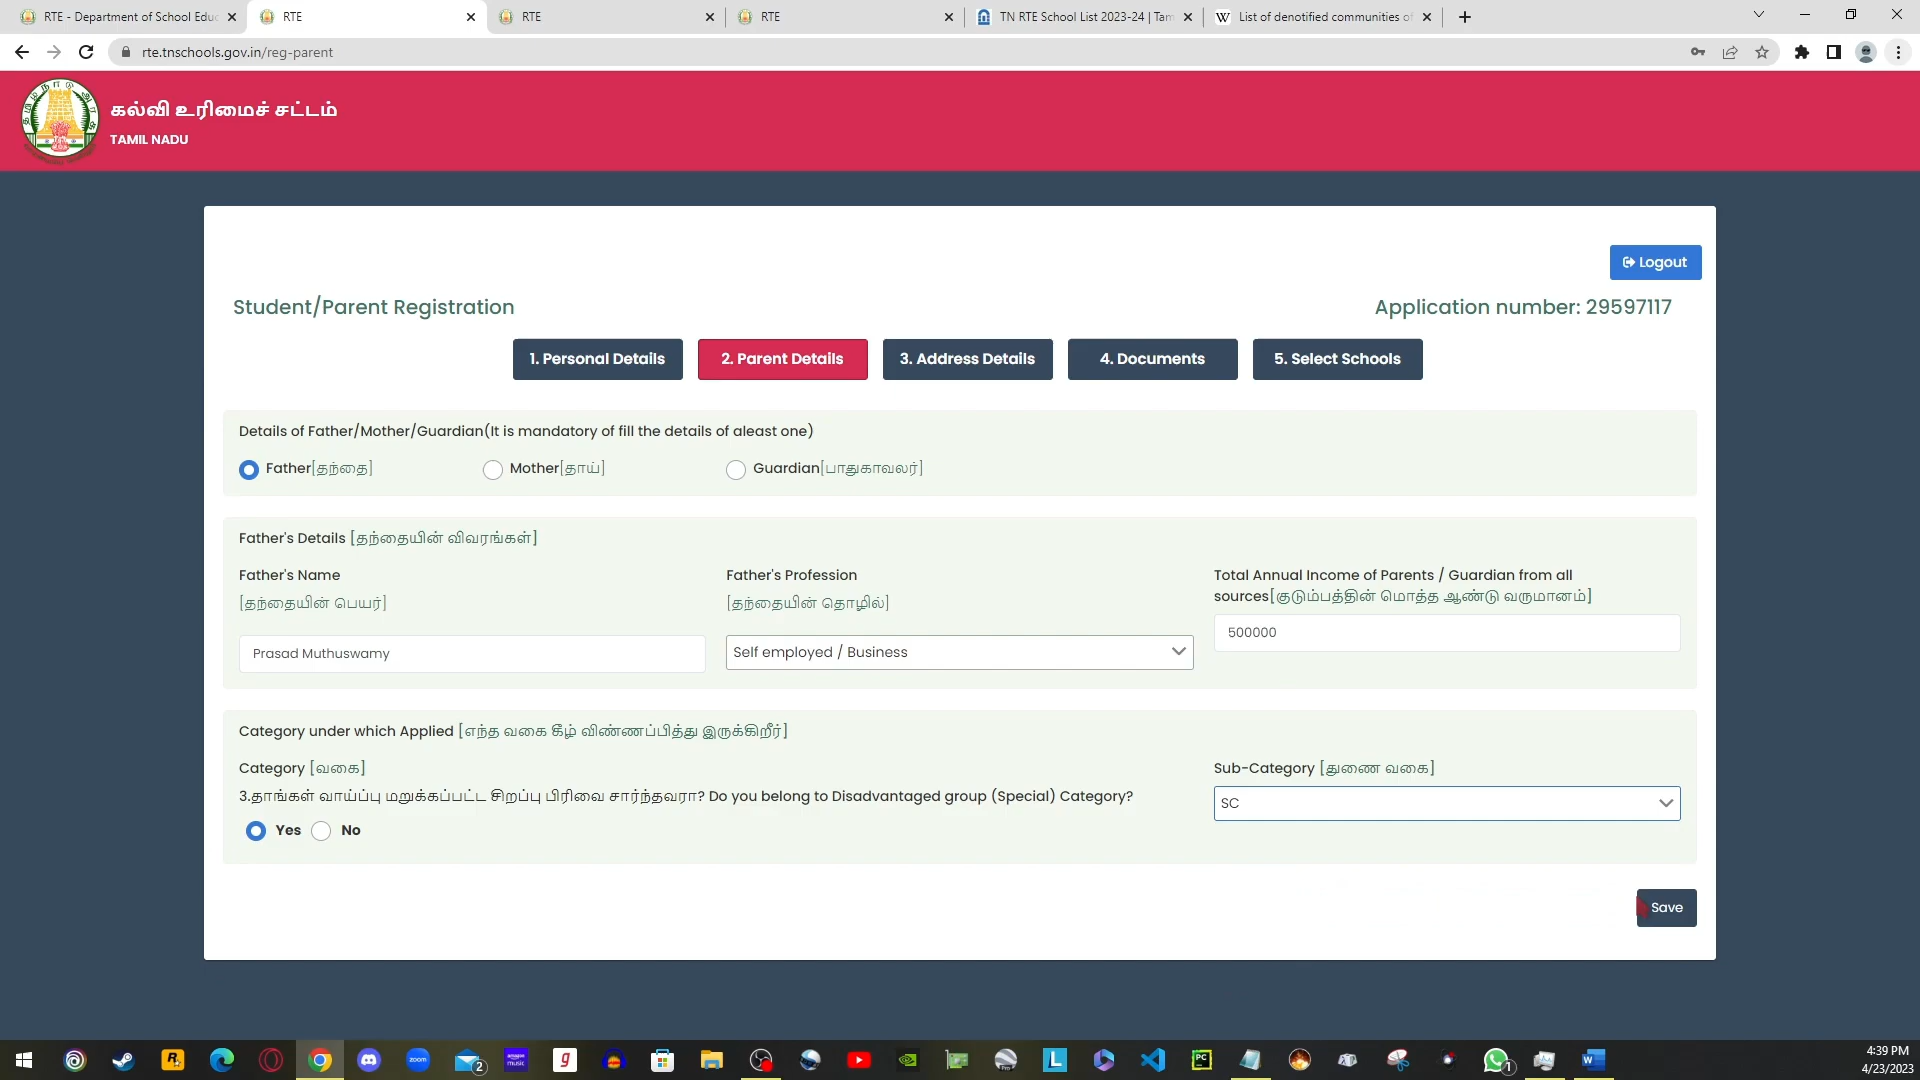 RTE - Department of School Educ
RTE
RTE
RTE
TN RTE School List 2023-24 | Tam
W
List of denotified communities of
rte.tnschools.gov.in/reg-parent
கல்வி உரிமைச் சட்டம்
TAMIL NADU
Logout
Student/Parent Registration
Application number: 29597117
1. Personal Details
2. Parent Details
3. Address Details
4. Documents
5. Select Schools
Details of Father/Mother/Guardian(It is mandatory of fill the details of aleast one)
Father[தந்தை]
Mother[தாய்]
Guardian[பாதுகாவலர்]
Father's Details [தந்தையின் விவரங்கள்]
Father's Name
[தந்தையின் பெயர்]
Father's Profession
[தந்தையின் தொழில்]
Total Annual Income of Parents / Guardian from all
sources[குடும்பத்தின் மொத்த ஆண்டு வருமானம்]
Prasad Muthuswamy
Self employed / Business
500000
Category under which Applied [எந்த வகை கீழ் விண்ணப்பித்து இருக்கிறீர்]
Category [வகை]
Sub-Category [துணை வகை]
3.தாங்கள் வாய்ப்பு மறுக்கப்பட்ட சிறப்பு பிரிவை சார்ந்தவரா? Do you belong to Disadvantaged group (Special) Category?
SC
Yes
No
Save
4:39 PM
4/23/2023